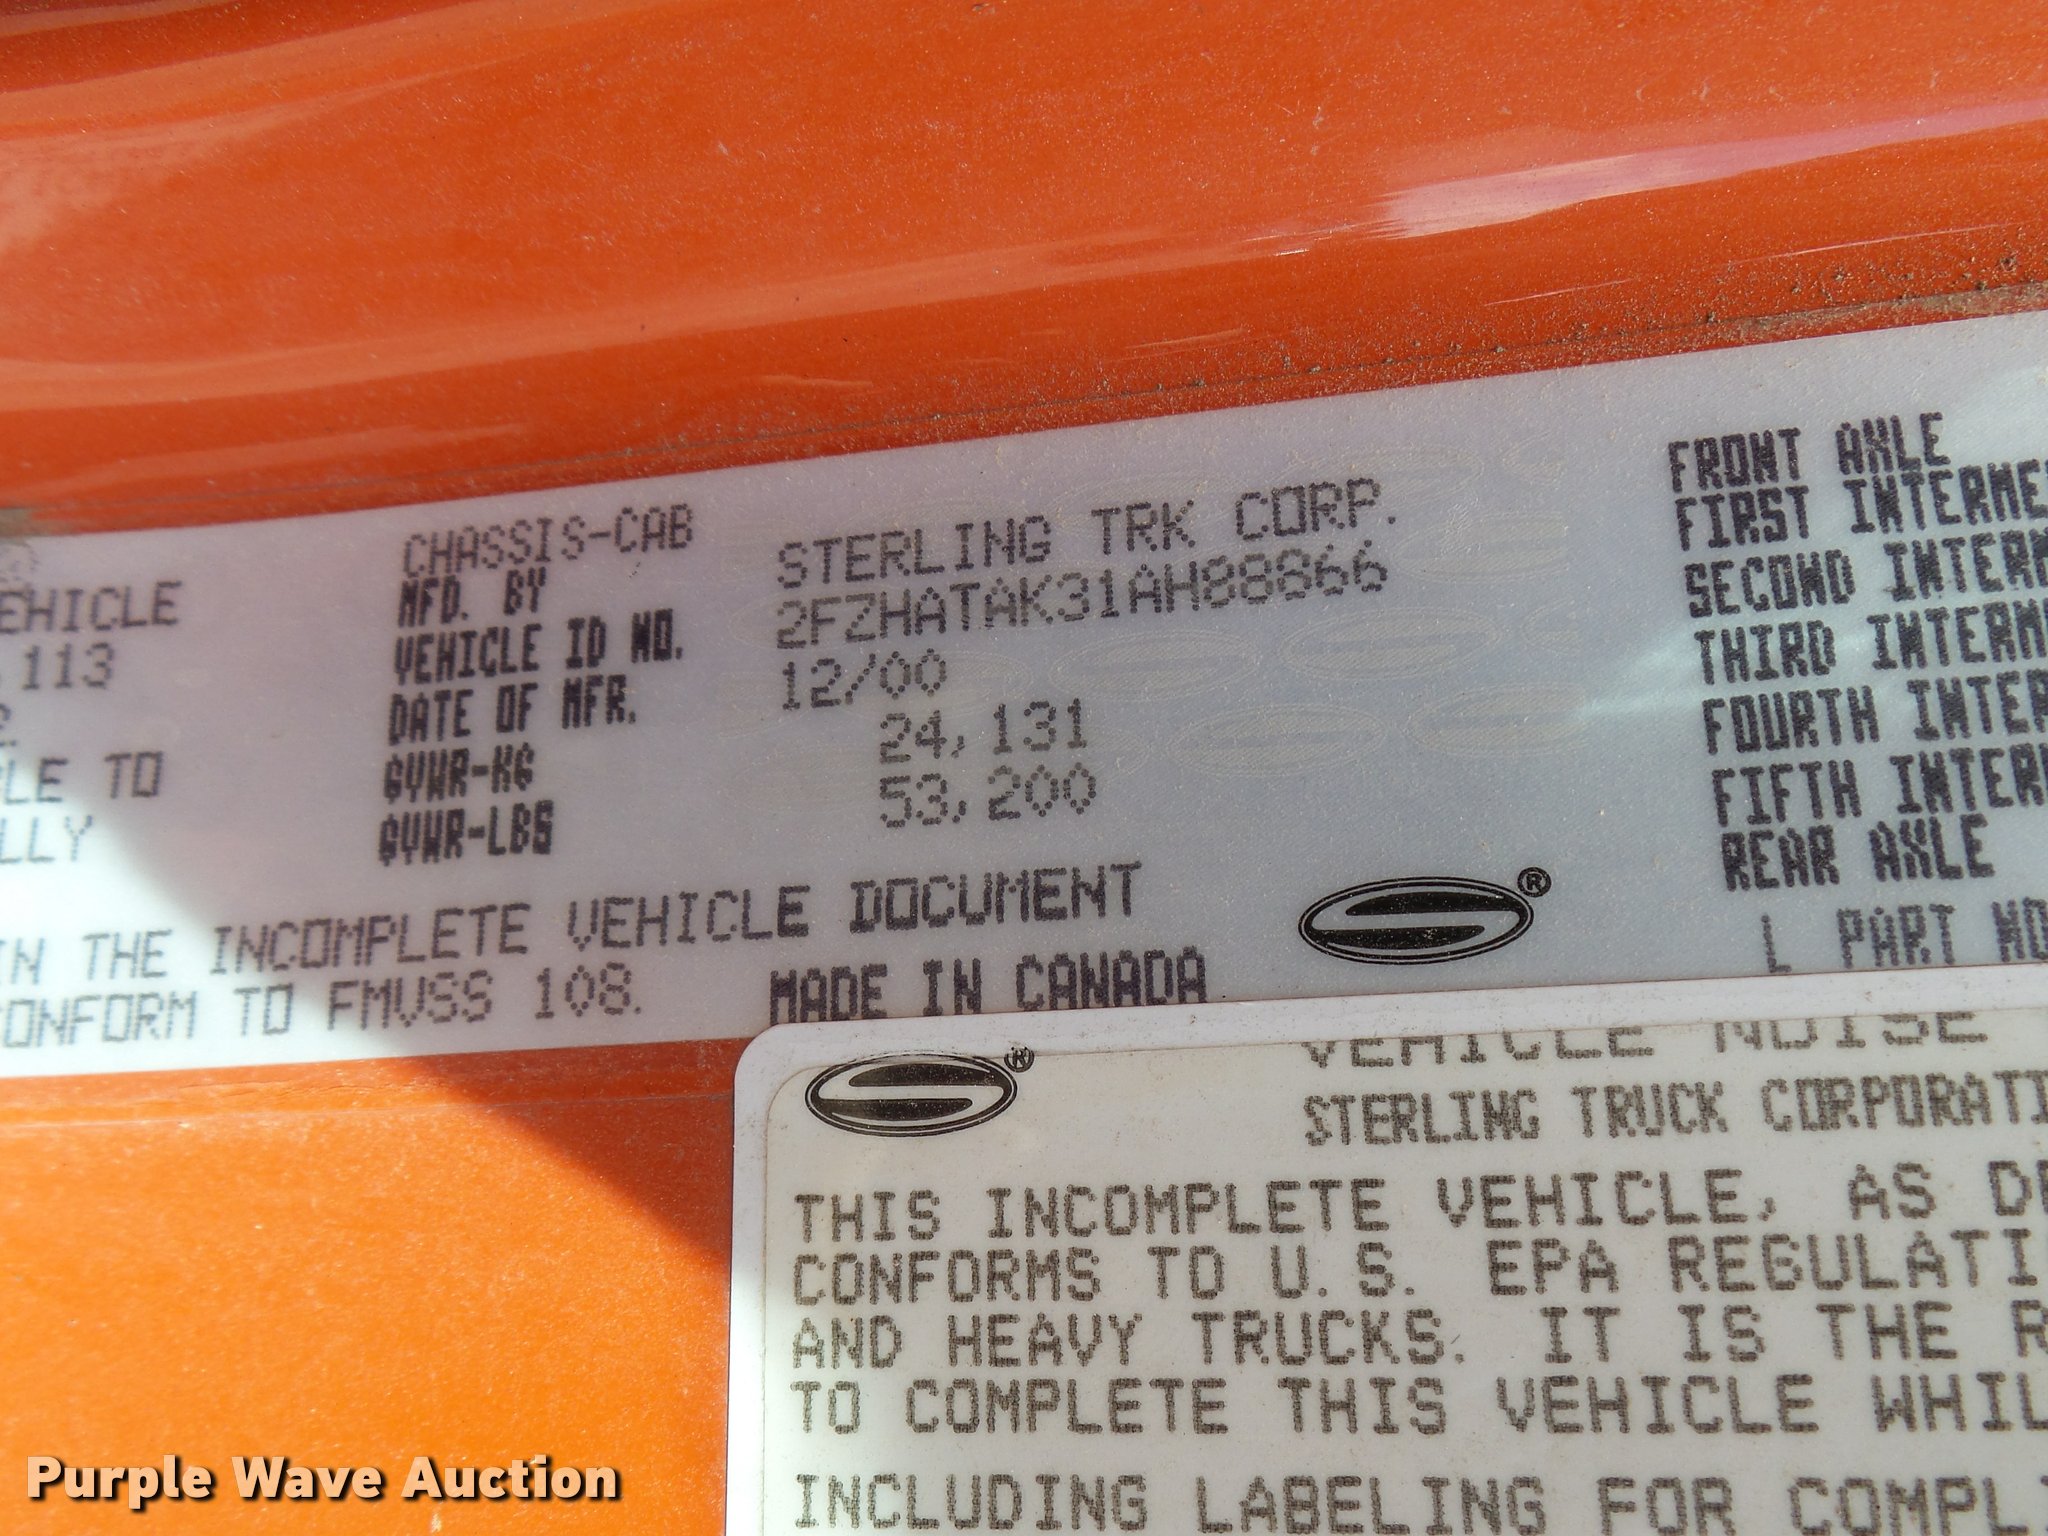 CHASSIS-CAB
MFD. BY STERLING TRK CORP.
VEHICLE ID NO. 2FZHATAK31AH88866
DATE OF MFR. 12/00
GVWR-KG 24,131
GVWR-LBS 53,200
EHICLE
113
LE TO
LLY
IN THE INCOMPLETE VEHICLE DOCUMENT
CONFORM TO FMVSS 108.
MADE IN CANADA
FRONT AXLE
FIRST INTERME
SECOND INTERM
THIRD INTERM
FOURTH INTER
FIFTH INTER
REAR AXLE
L PART NO
®
®
VEHICLE NOISE
STERLING TRUCK CORPORATI
THIS INCOMPLETE VEHICLE, AS DE
CONFORMS TO U.S. EPA REGULATI
AND HEAVY TRUCKS. IT IS THE R
TO COMPLETE THIS VEHICLE WHIL
INCLUDING LABELING FOR COMPLI
Purple Wave Auction